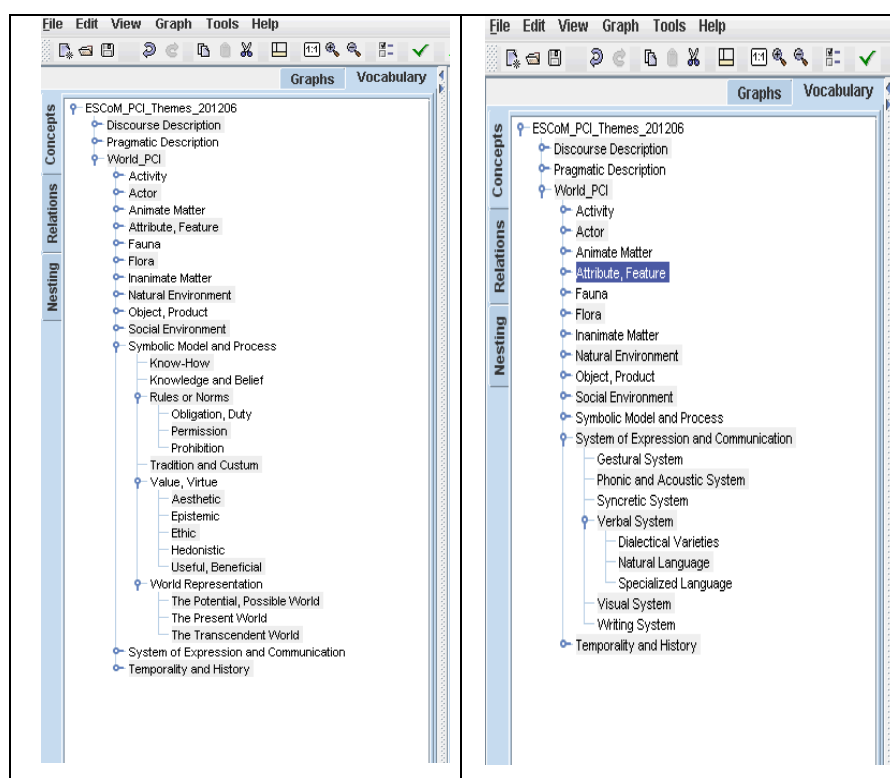 File Edit View Graph Tools Help
1:1
Graphs Vocabulary
Concepts
Relations
Nesting
ESCoM_PCI_Themes_201206
Discourse Description
Pragmatic Description
World_PCI
Activity
Actor
Animate Matter
Attribute, Feature
Fauna
Flora
Inanimate Matter
Natural Environment
Object, Product
Social Environment
Symbolic Model and Process
Know-How
Knowledge and Belief
Rules or Norms
Obligation, Duty
Permission
Prohibition
Tradition and Custum
Value, Virtue
Aesthetic
Epistemic
Ethic
Hedonistic
Useful, Beneficial
World Representation
The Potential, Possible World
The Present World
The Transcendent World
System of Expression and Communication
Temporality and History
File Edit View Graph Tools Help
1:1
Graphs Vocabulary
Concepts
Relations
Nesting
ESCoM_PCI_Themes_201206
Discourse Description
Pragmatic Description
World_PCI
Activity
Actor
Animate Matter
Attribute, Feature
Fauna
Flora
Inanimate Matter
Natural Environment
Object, Product
Social Environment
Symbolic Model and Process
System of Expression and Communication
Gestural System
Phonic and Acoustic System
Syncretic System
Verbal System
Dialectical Varieties
Natural Language
Specialized Language
Visual System
Writing System
Temporality and History